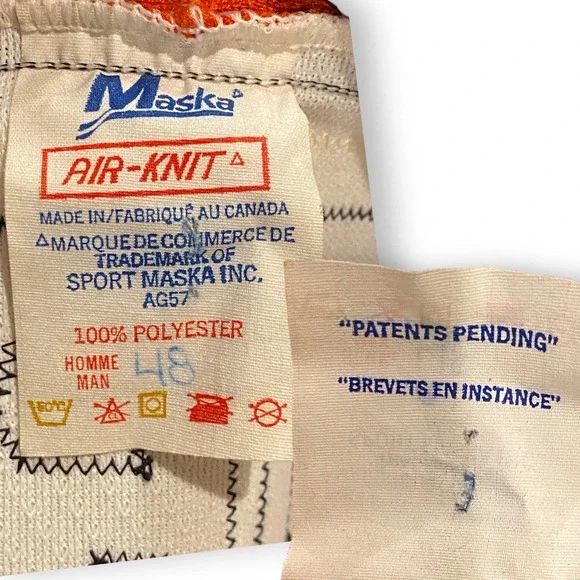 Maska
AIR-KNIT
MADE IN/FABRIQUÉ AU CANADA
MARQUE DE COMMERCE DE
TRADEMARK OF
SPORT MASKA INC.
AG57
100% POLYESTER
HOMME
MAN 48
60°C
"PATENTS PENDING"
"BREVETS EN INSTANCE"